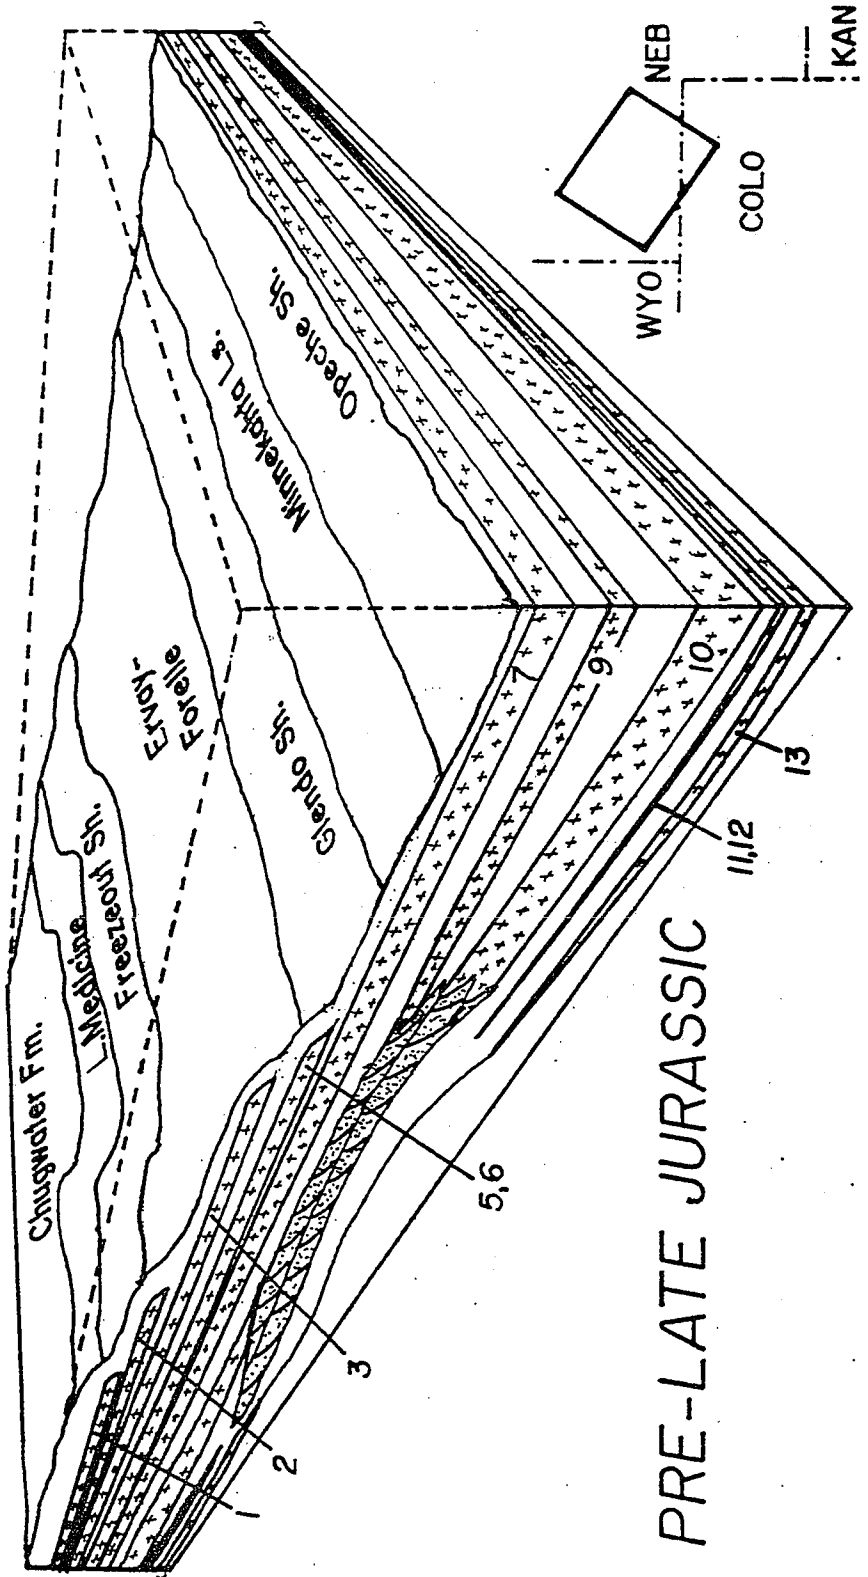 Chugwater Fm.
L. Medicine
Freezeout Sh.
Ervay-
Forelle
Glendo Sh.
Minnekahta Ls.
Opeche Sh.
1
2
3
5,6
7
9
10
11,12
13
PRE-LATE JURASSIC
WYO
NEB
COLO
KAN